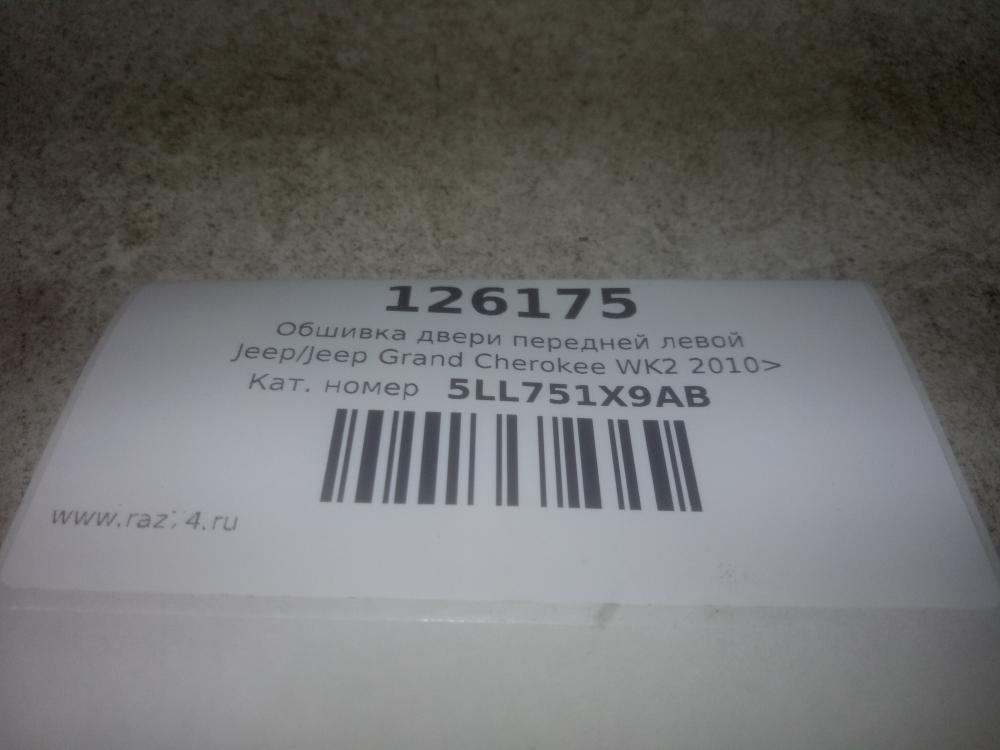 126175
Обшивка двери передней левой
Jeep/Jeep Grand Cherokee WK2 2010>
Кат. номер 5LL751X9AB